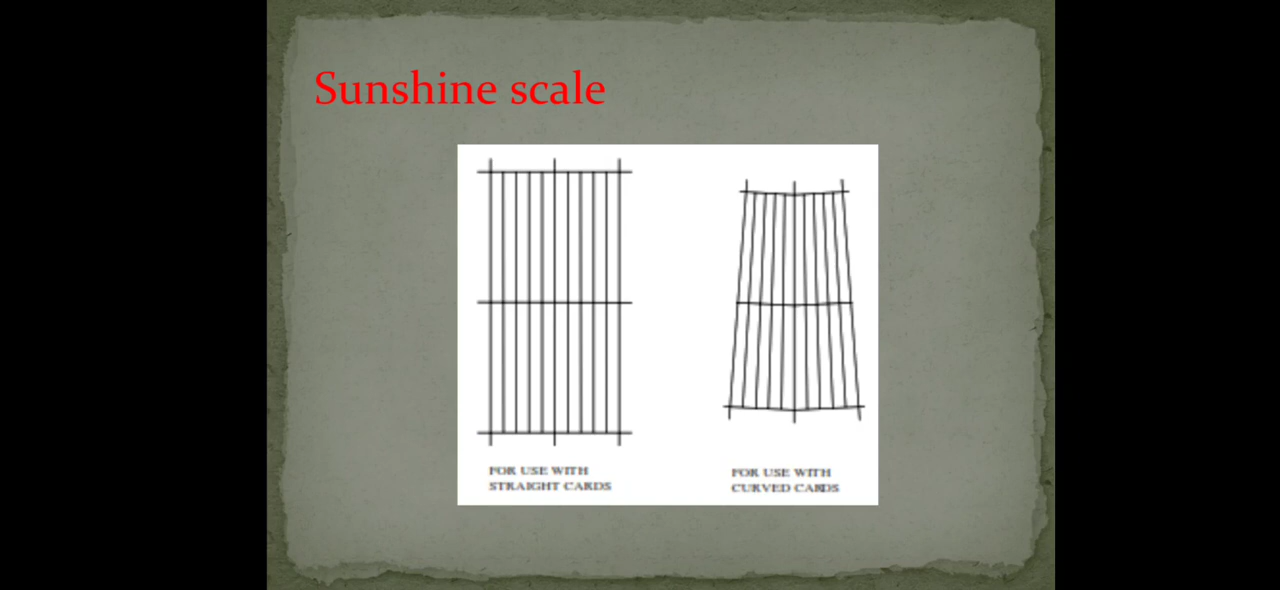 Sunshine scale
FOR USE WITH
STRAIGHT CARDS
FOR USE WITH
CURVED CARDS